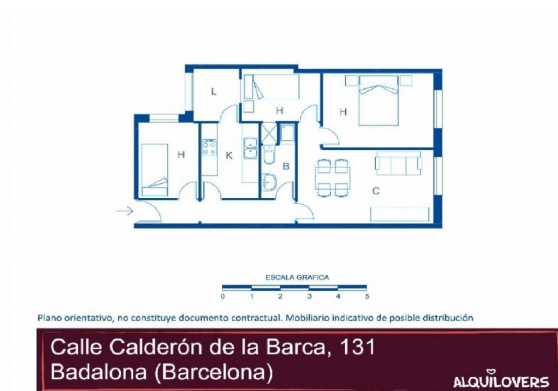 L
H
H
H
K
B
C
ESCALA GRAFICA
0 1 2 3 4 5
Plano orientativo, no constituye documento contractual. Mobiliario indicativo de posible distribución
Calle Calderón de la Barca, 131
Badalona (Barcelona)
ALQUILOVERS